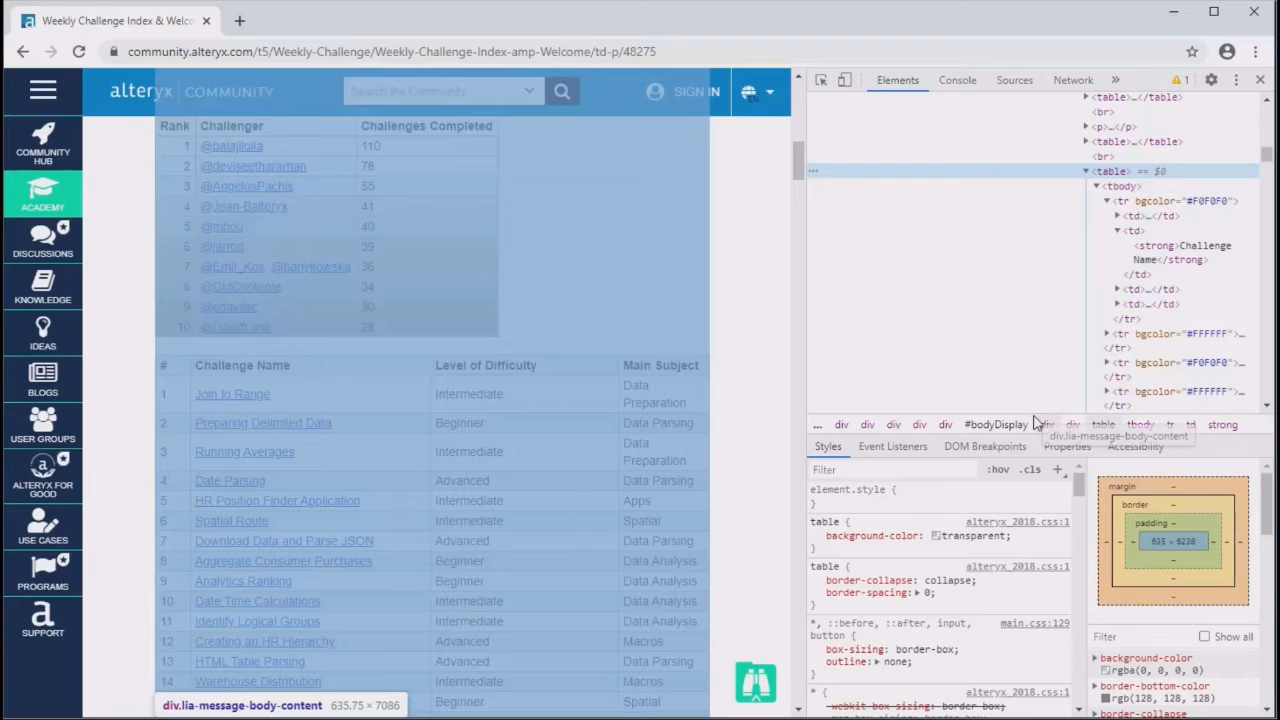 Weekly Challenge Index & Welco
community.alteryx.com/t5/Weekly-Challenge/Weekly-Challenge-Index-amp-Welcome/td-p/48275
alteryx COMMUNITY
Search the Community
SIGN IN
EN
COMMUNITY
HUB
ACADEMY
DISCUSSIONS
KNOWLEDGE
IDEAS
BLOGS
USER GROUPS
ALTERYX FOR
GOOD
USE CASES
PROGRAMS
SUPPORT
Rank Challenger Challenges Completed
1 @balajilolla 110
2 @deviseetharaman 78
3 @AngelosPachis 55
4 @Jean-Balteryx 41
5 @mhou 40
6 @jarrod 39
7 @Emil_Kos, @hanykowska 36
8 34
9 30
10 28
# Challenge Name Level of Difficulty Main Subject
1 Join to Range Intermediate Data
Preparation
2 Preparing Delimited Data Beginner Data Parsing
3 Running Averages Intermediate Data
Preparation
4 Date Parsing Advanced Data Parsing
5 HR Position Finder Application Intermediate Apps
6 Spatial Route Intermediate Spatial
7 Download Data and Parse JSON Advanced Data Parsing
8 Aggregate Consumer Purchases Beginner Data Analysis
9 Analytics Ranking Beginner Data Analysis
10 Date Time Calculations Intermediate Data Analysis
11 Identify Logical Groups Intermediate Data Analysis
12 Creating an HR Hierarchy Advanced Macros
13 HTML Table Parsing Advanced Data Parsing
14 Warehouse Distribution Intermediate Macros
Beginner Spatial
div.lia-message-body-content 635.75 × 7086
Elements Console Sources Network » 1
<table>…</table>
<br>
<p>…</p>
<table>…</table>
<br>
… <table> == $0
<tbody>
<tr bgcolor="#F0F0F0">
<td>…</td>
<td>
<strong>Challenge
Name</strong>
</td>
<td>…</td>
<td>…</td>
</tr>
<tr bgcolor="#FFFFFF">…
</tr>
<tr bgcolor="#F0F0F0">…
</tr>
<tr bgcolor="#FFFFFF">…
</tr>
… div div div div div #bodyDisplay div div table tbody tr td strong
div.lia-message-body-content
Styles Event Listeners DOM Breakpoints Properties Accessibility
Filter :hov .cls +
element.style {
}
table { alteryx_2018.css:1
background-color: transparent;
}
table { alteryx_2018.css:1
border-collapse: collapse;
border-spacing: 0;
}
*, ::before, ::after, input, main.css:129
button {
box-sizing: border-box;
outline: none;
}
* { alteryx_2018.css:1
-webkit-box-sizing: border-box;
margin –
border –
padding –
635 × 6238
Filter Show all
background-color
rgba(0, 0, 0, 0)
border-bottom-color
rgb(128, 128, 128)
border-collapse